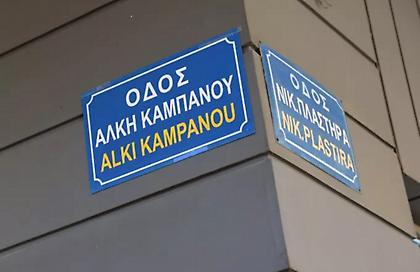 ΟΔΟΣ
ΑΛΚΗ ΚΑΜΠΑΝΟΥ
ALKI KAMPANOU
ΟΔΟΣ
ΝΙΚ.ΠΛΑΣΤΗΡΑ
NIK.PLASTIRA